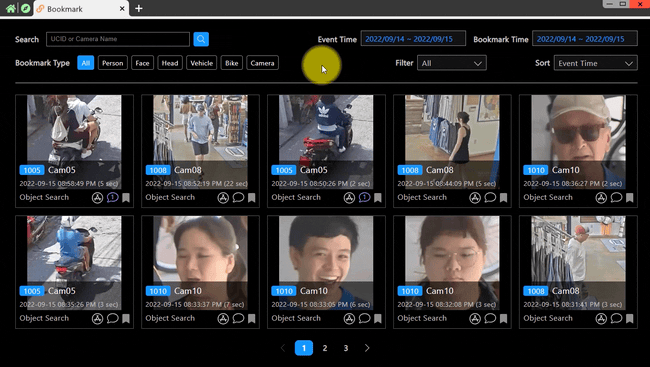 Bookmark
Search
UCID or Camera Name
Event Time
2022/09/14 ~ 2022/09/15
Bookmark Time
2022/09/14 ~ 2022/09/15
Bookmark Type
All
Person
Face
Head
Vehicle
Bike
Camera
Filter
All
Sort
Event Time
1005 Cam05
2022-09-15 08:58:49 PM (5 sec)
Object Search
1
1008 Cam08
2022-09-15 08:52:19 PM (22 sec)
Object Search
1005 Cam05
2022-09-15 08:50:26 PM (2 sec)
Object Search
1
1008 Cam08
2022-09-15 08:44:09 PM (5 sec)
Object Search
1010 Cam10
2022-09-15 08:36:27 PM (2 sec)
Object Search
1005 Cam05
2022-09-15 08:35:26 PM (3 sec)
Object Search
1010 Cam10
2022-09-15 08:33:37 PM (7 sec)
Object Search
1010 Cam10
2022-09-15 08:33:05 PM (6 sec)
Object Search
1010 Cam10
2022-09-15 08:32:08 PM (3 sec)
Object Search
1008 Cam08
2022-09-15 08:31:41 PM (3 sec)
Object Search
1 2 3